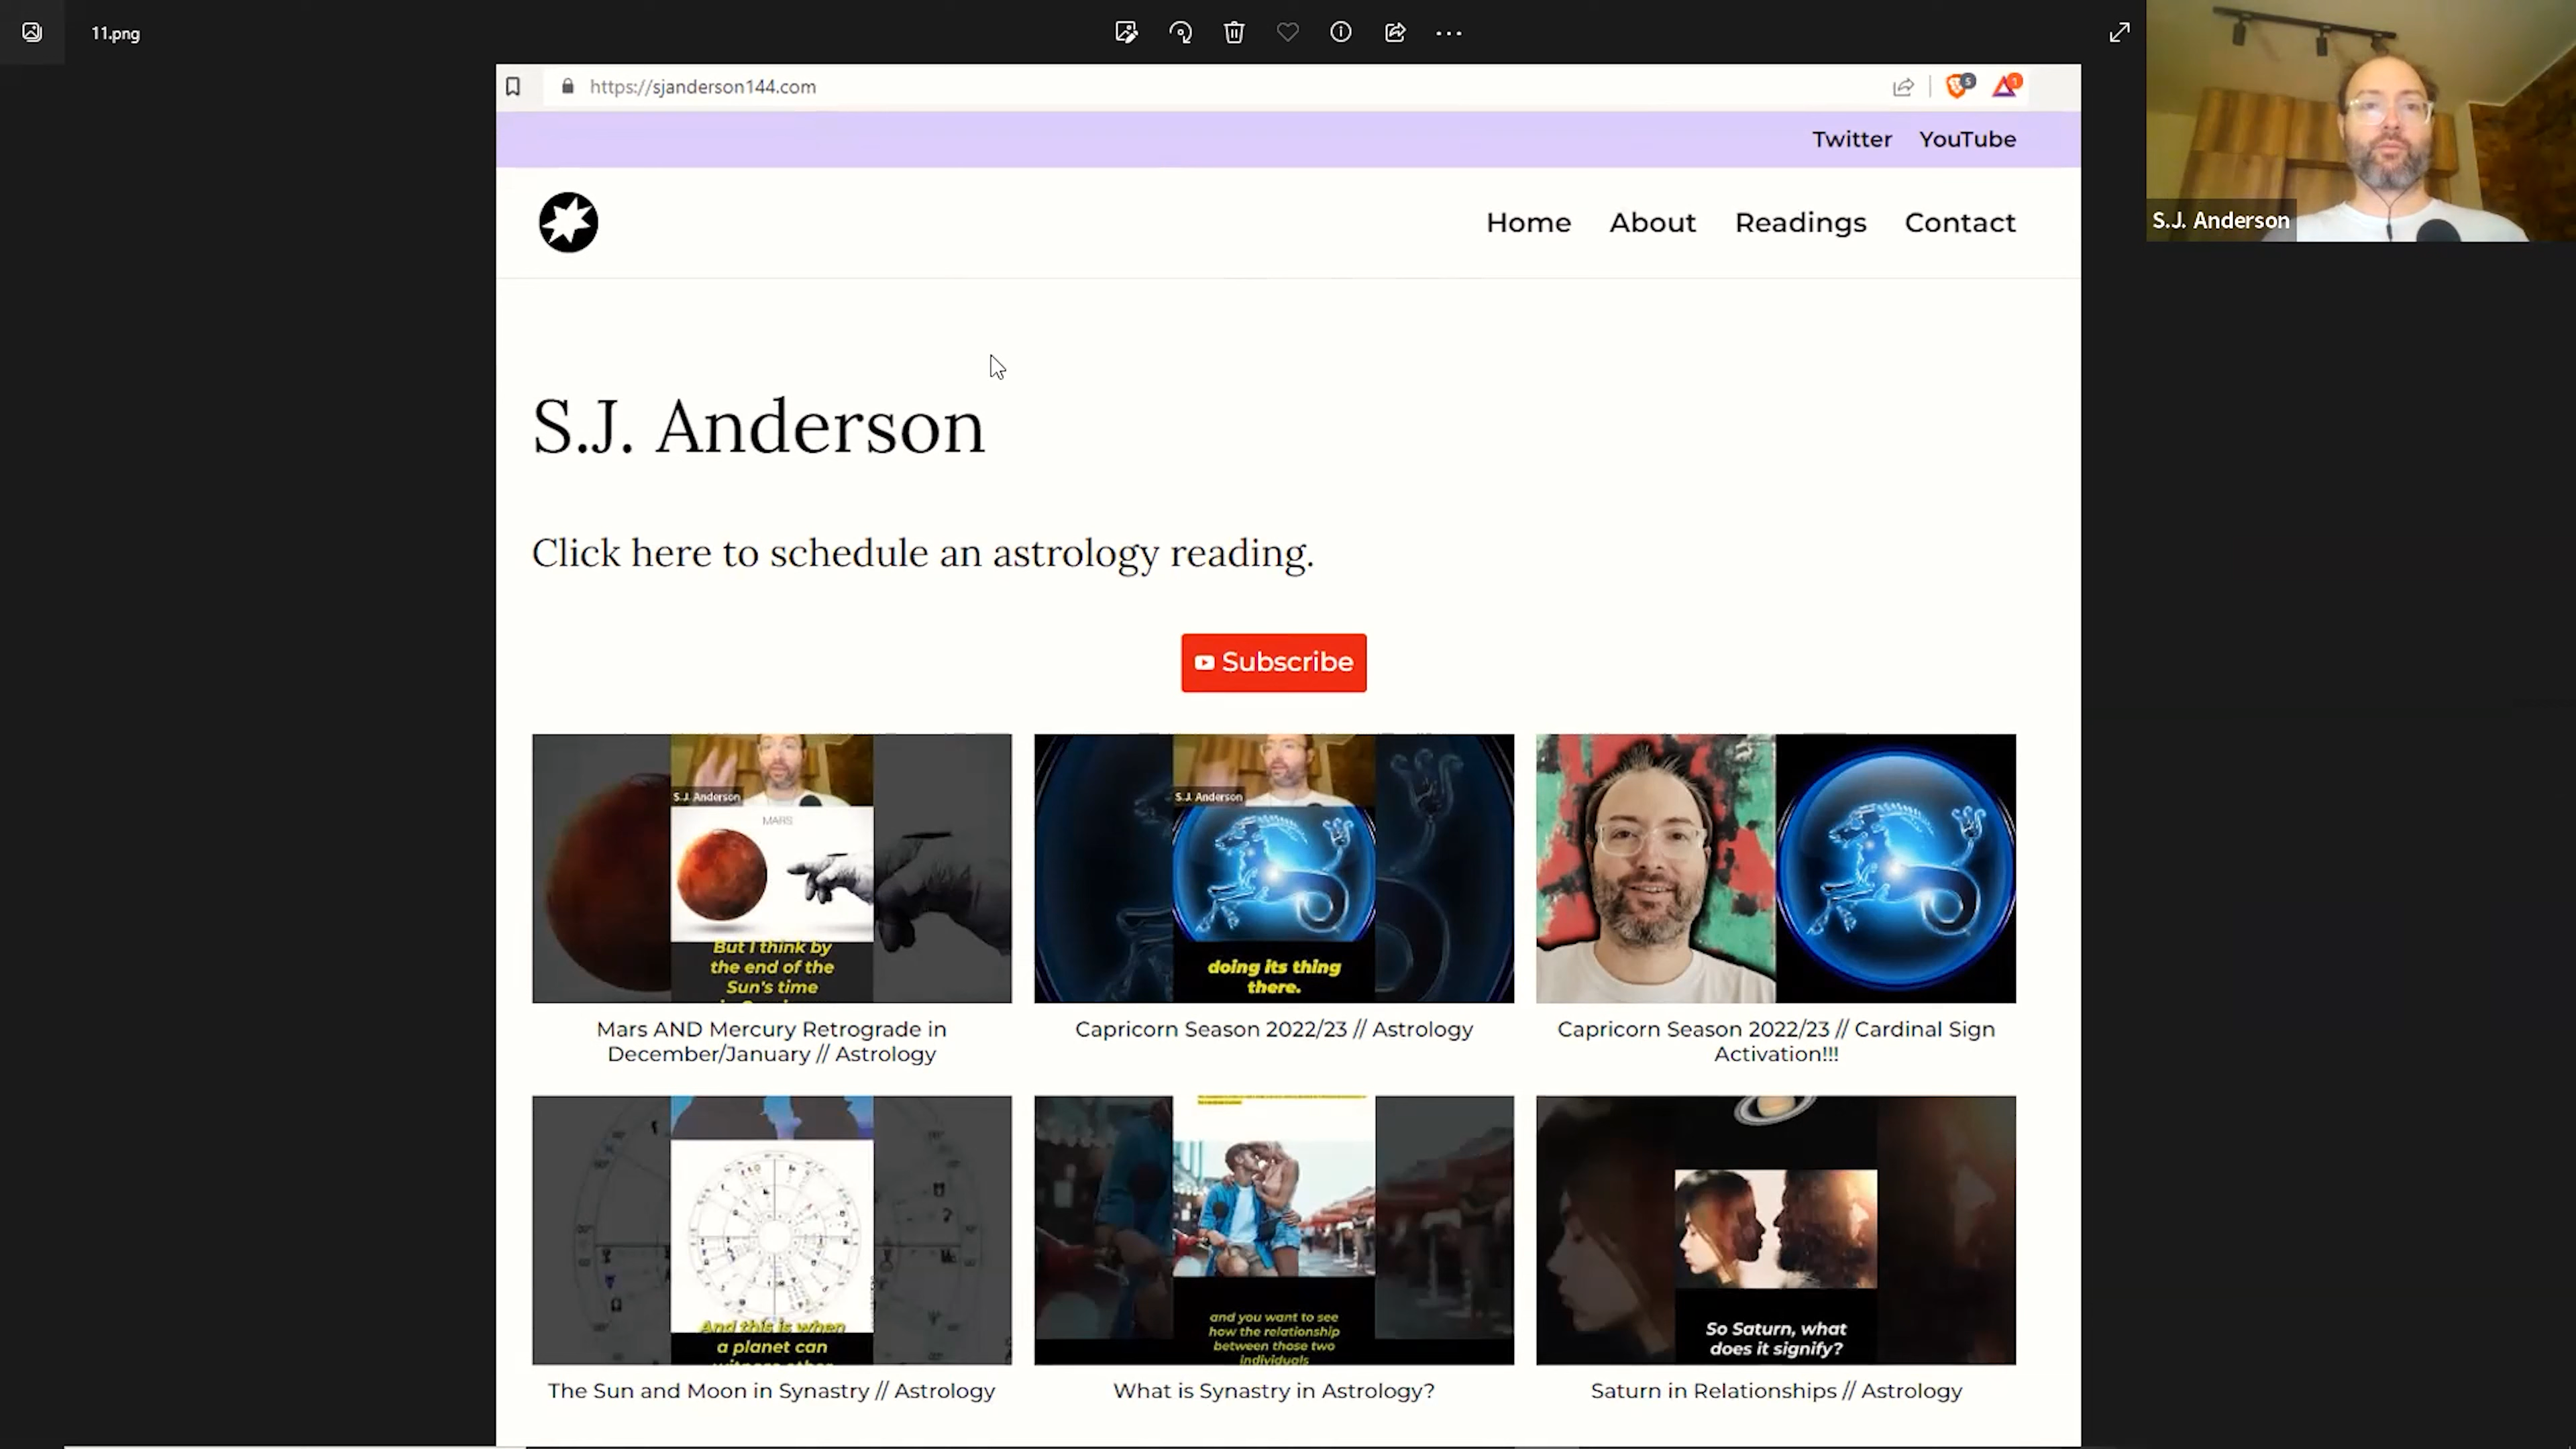 11.png
https://sjanderson144.com
5
1
Twitter YouTube
Home About Readings Contact
S.J. Anderson
S.J. Anderson
Click here to schedule an astrology reading.
Subscribe
S.J. Anderson
MARS
But I think by
the end of the
Sun's time
S.J. Anderson
doing its thing
there.
Mars AND Mercury Retrograde in
December/January // Astrology
Capricorn Season 2022/23 // Astrology
Capricorn Season 2022/23 // Cardinal Sign
Activation!!!
And this is when
a planet can
and you want to see
how the relationship
between those two
individuals
So Saturn, what
does it signify?
The Sun and Moon in Synastry // Astrology
What is Synastry in Astrology?
Saturn in Relationships // Astrology